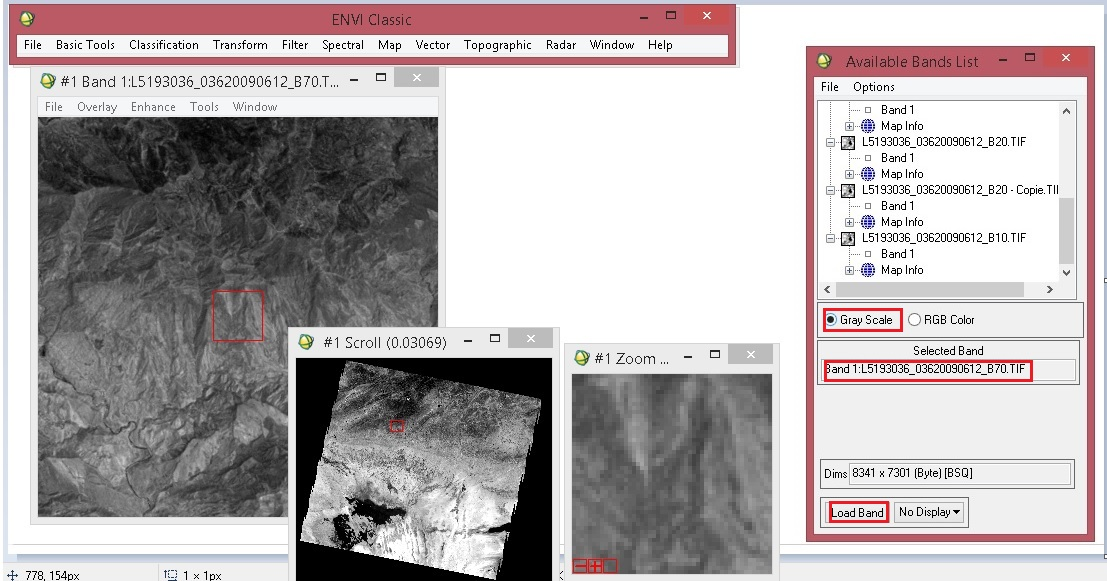 ENVI Classic
File Basic Tools Classification Transform Filter Spectral Map Vector Topographic Radar Window Help
#1 Band 1:L5193036_03620090612_B70.T...
File Overlay Enhance Tools Window
#1 Scroll (0.03069)
#1 Zoom ...
Available Bands List
File Options
Band 1
Map Info
L5193036_03620090612_B20.TIF
Band 1
Map Info
L5193036_03620090612_B20 - Copie.TII
Band 1
Map Info
L5193036_03620090612_B10.TIF
Band 1
Map Info
Gray Scale RGB Color
Selected Band
Band 1:L5193036_03620090612_B70.TIF
Dims 8341 x 7301 (Byte) [BSQ]
Load Band No Display
778, 154px 1 × 1px